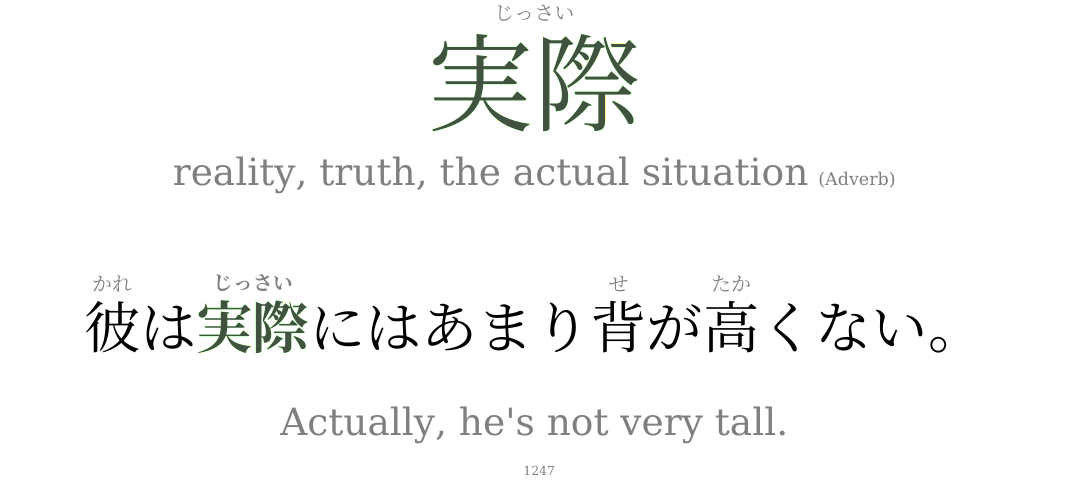 じっさい
実際
reality, truth, the actual situation (Adverb)
かれ じっさい せ たか
彼は実際にはあまり背が高くない。
Actually, he's not very tall.
1247